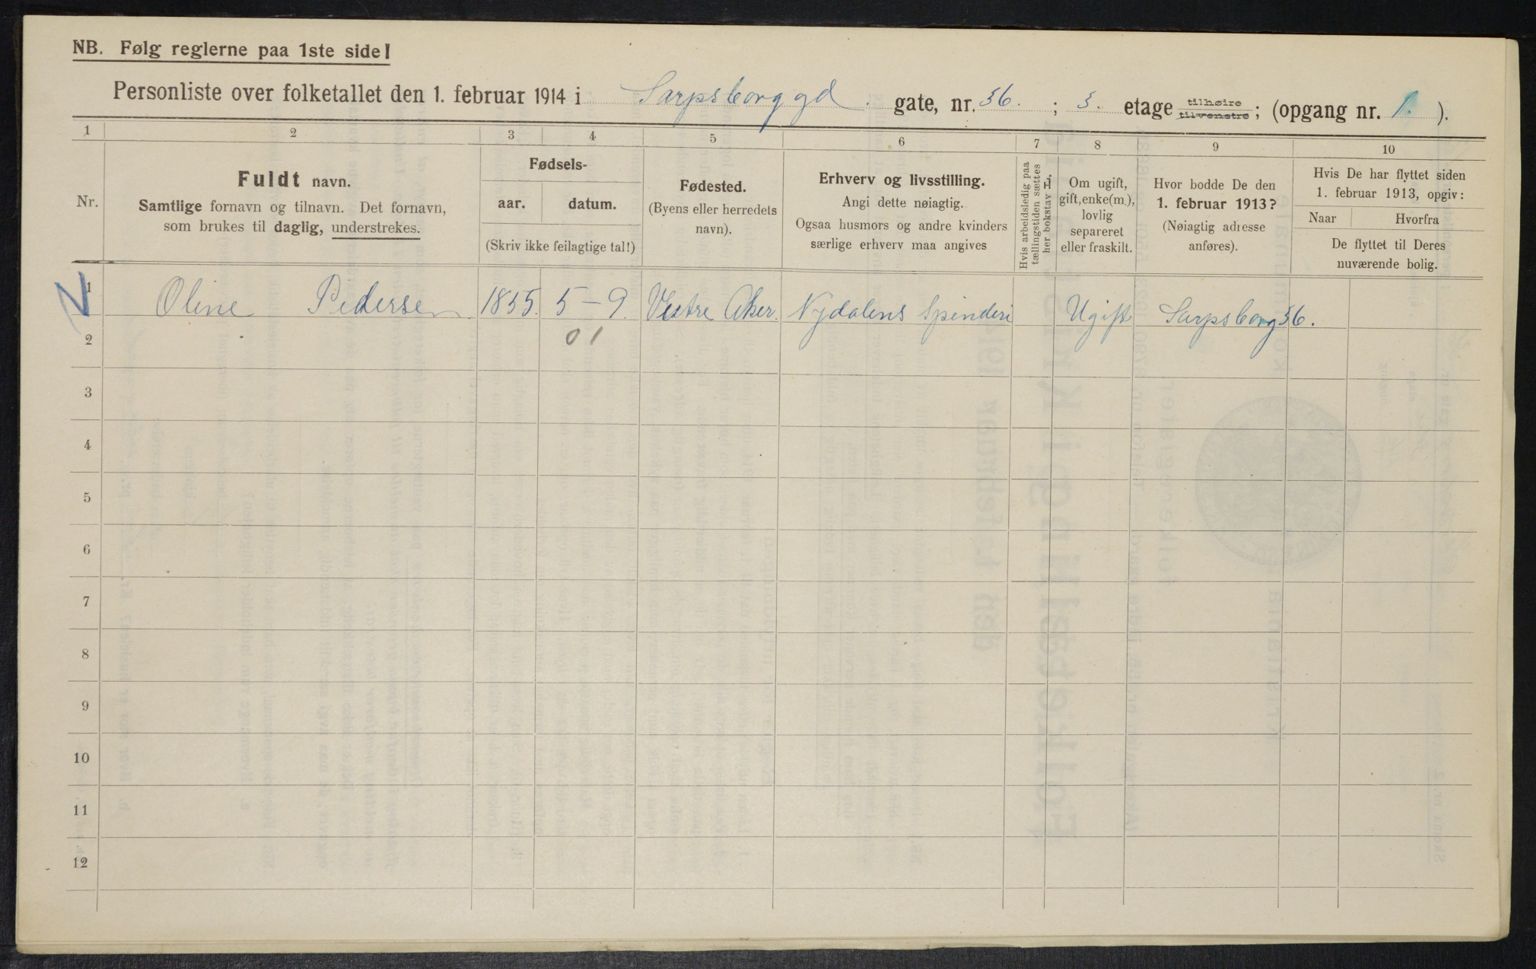 NB. Følg reglerne paa 1ste side!
Personliste over folketallet den 1. februar 1914 i Sarpsborggd. gate, nr. 36. ; 3. etage tilhøire tilvenstre; (opgang nr. 1. ).
1 2 3 4 5 6 7 8 9 10
Nr.
Fuldt navn.
Samtlige fornavn og tilnavn. Det fornavn,
som brukes til daglig, understrekes.
Fødsels-
aar. datum.
(Skriv ikke feilagtige tal!)
Fødested.
(Byens eller herredets
navn).
Erhverv og livsstilling.
Angi dette nøiagtig.
Ogsaa husmors og andre kvinders
særlige erhverv maa angives
Hvis arbeidsledig paa
tællingstiden sættes
her bokstav L.
Om ugift,
gift, enke(m.),
lovlig
separeret
eller fraskilt.
Hvor bodde De den
1. februar 1913?
(Nøiagtig adresse
anføres).
Hvis De har flyttet siden
1. februar 1913, opgiv:
Naar Hvorfra
De flyttet til Deres
nuværende bolig.
1 Oline Pedersen 1855. 5-9. Vestre Aker. Nydalens Spinderi Ugift Sarpsborg 36.
2 01
3
4
5
6
7
8
9
10
11
12